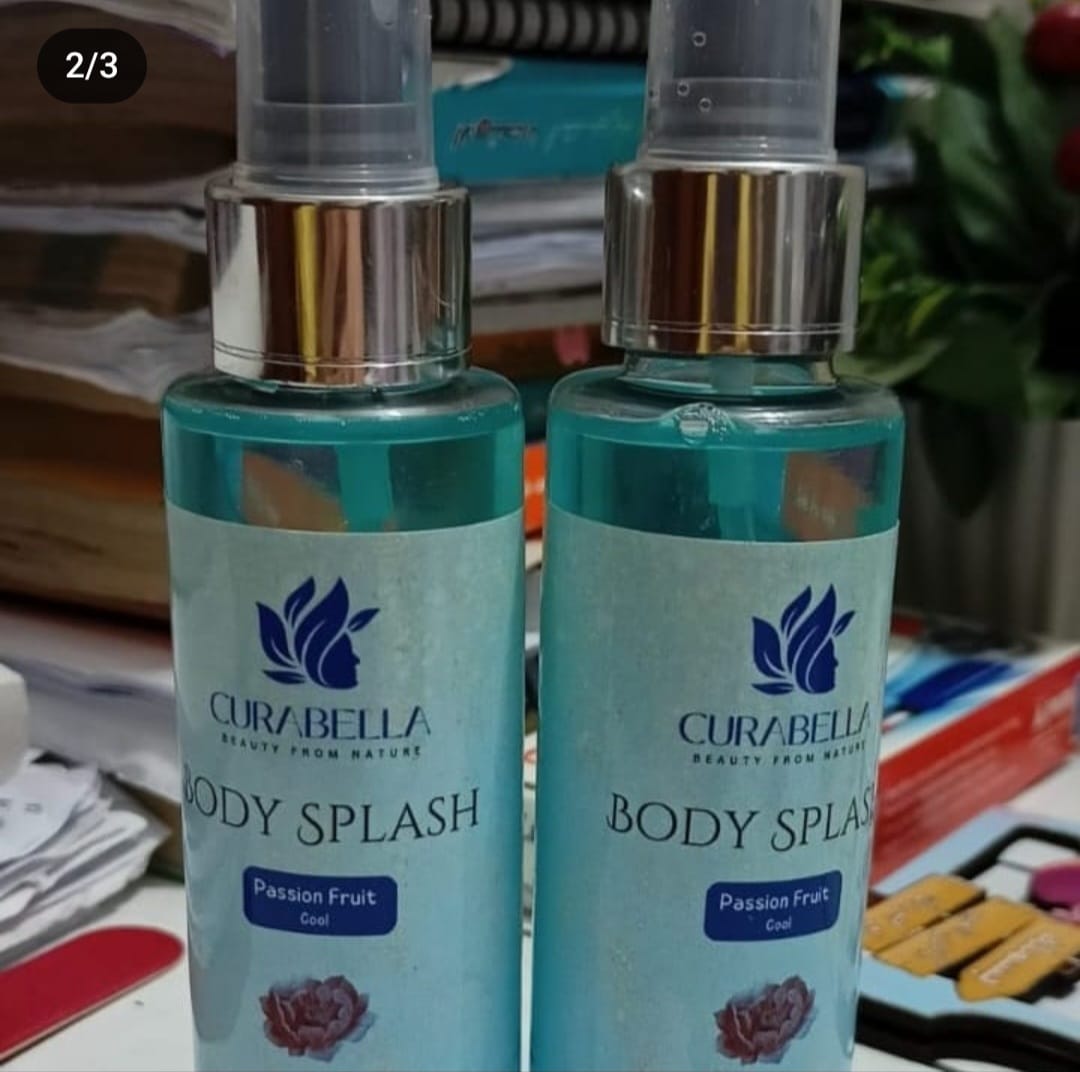 2/3
CURABELLA
BEAUTY FROM NATURE
BODY SPLASH
Passion Fruit
Cool
CURABELLA
BEAUTY FROM NATURE
BODY SPLAS
Passion Fruit
Cool